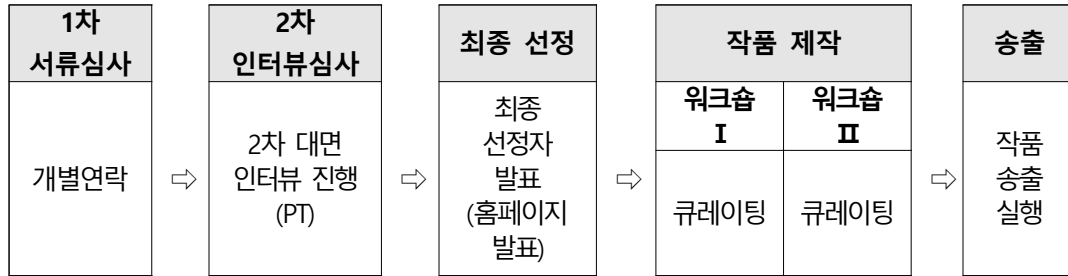 1차
서류심사
개별연락
⇨
2차
인터뷰심사
2차 대면
인터뷰 진행
(PT)
⇨
최종 선정
최종
선정자
발표
(홈페이지
발표)
⇨
작품 제작
워크숍
Ⅰ
큐레이팅
워크숍
Ⅱ
큐레이팅
⇨
송출
작품
송출
실행